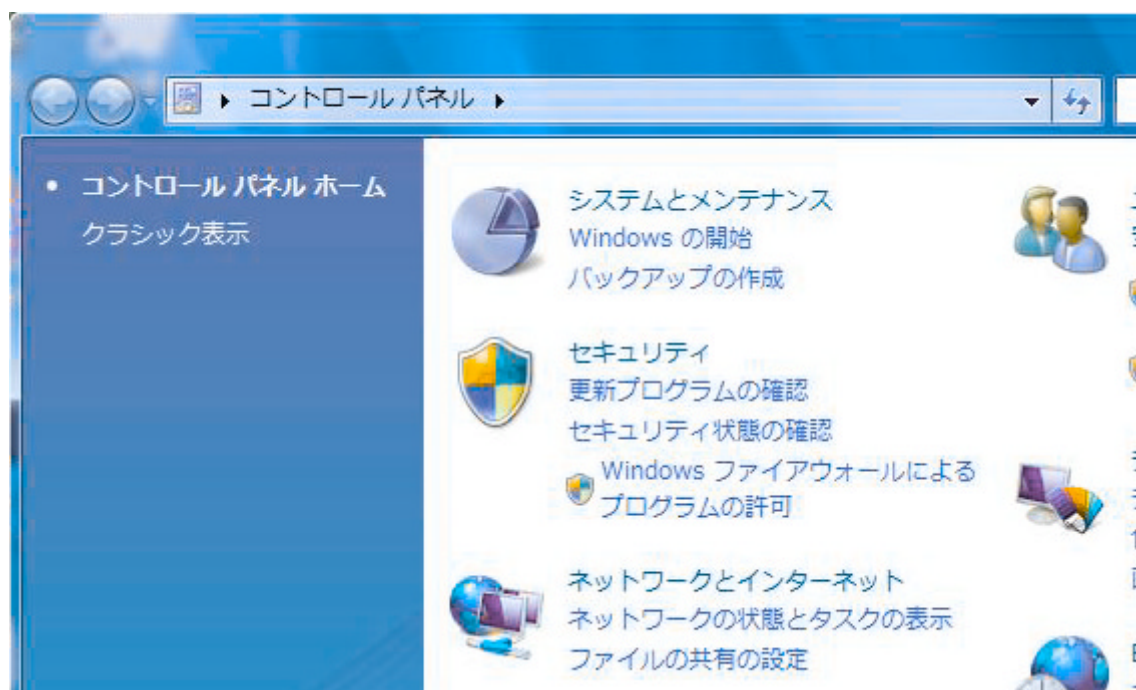 コントロール パネル
コントロール パネル ホーム
クラシック表示
システムとメンテナンス
Windows の開始
バックアップの作成
セキュリティ
更新プログラムの確認
セキュリティ状態の確認
Windows ファイアウォールによる
プログラムの許可
ネットワークとインターネット
ネットワークの状態とタスクの表示
ファイルの共有の設定